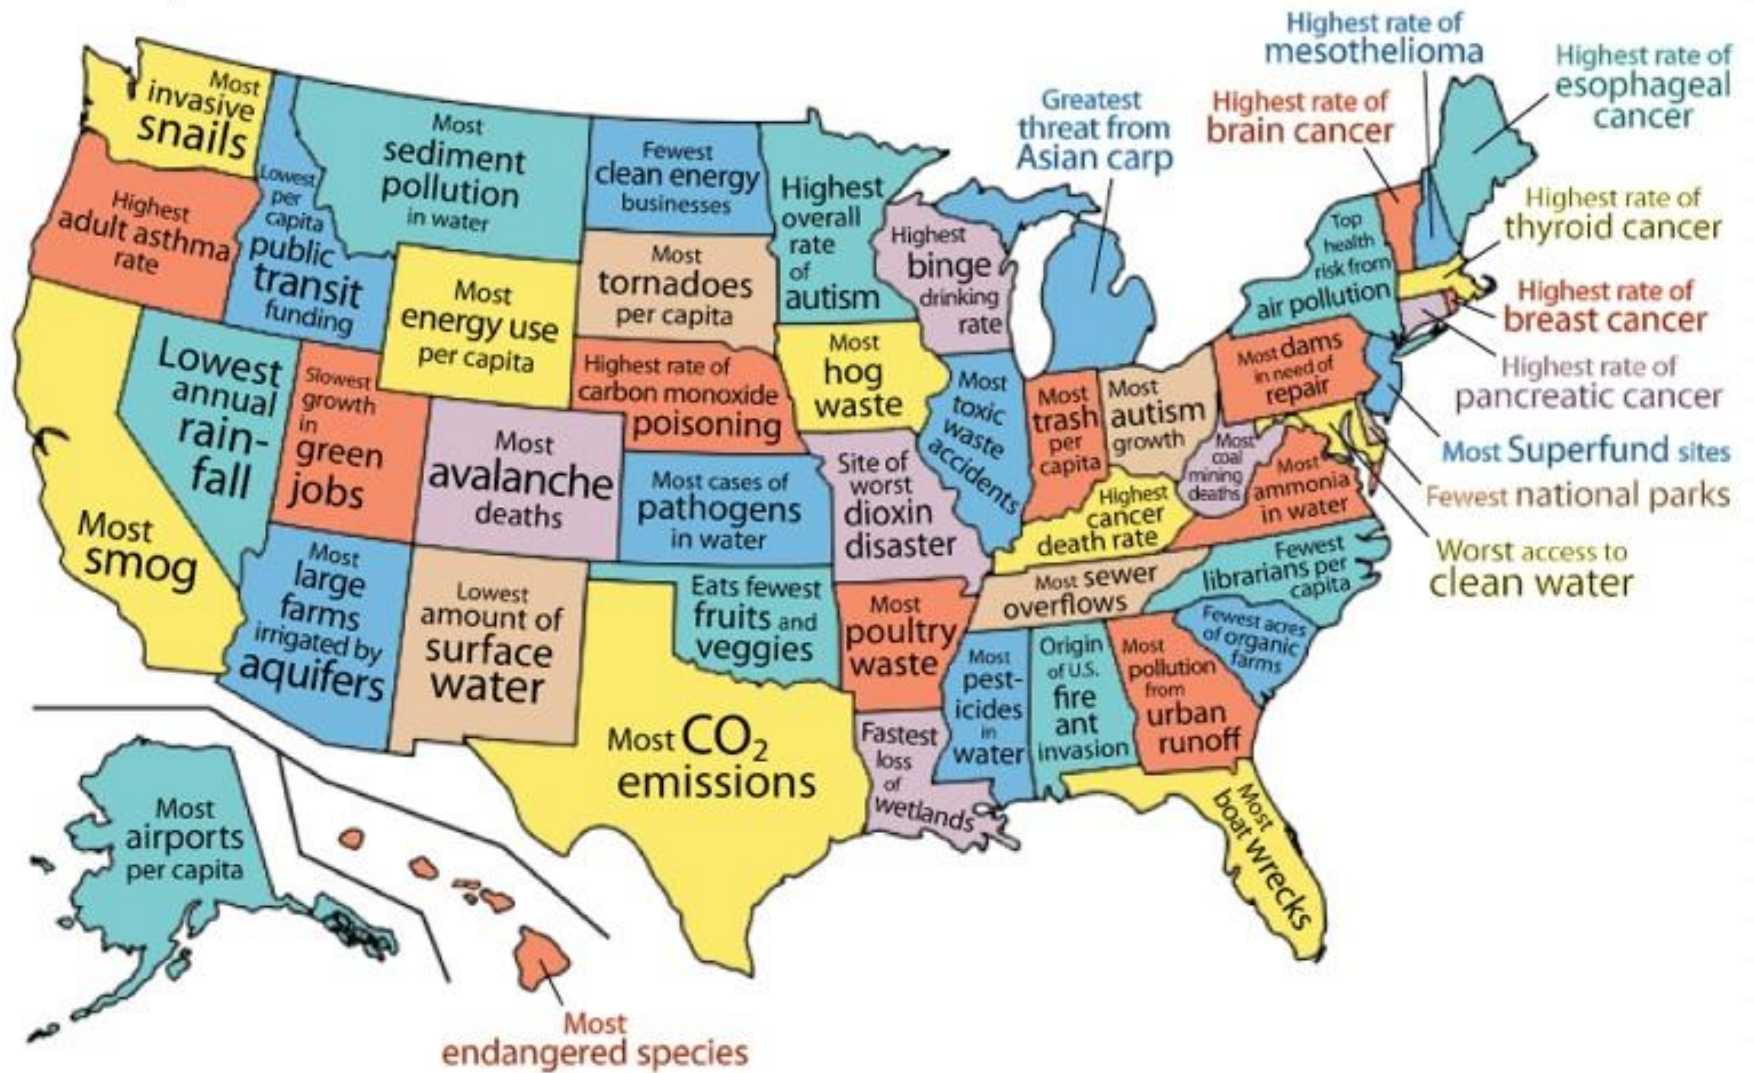 Most
invasive
snails
Highest
adult asthma
rate
Lowest
per
capita
public
transit
funding
Most
sediment
pollution
in water
Fewest
clean energy
businesses
Highest
overall
rate
of
autism
Highest
binge
drinking
rate
Greatest
threat from
Asian carp
Highest rate of
mesothelioma
Highest rate of
brain cancer
Highest rate of
esophageal
cancer
Highest rate of
thyroid cancer
Highest rate of
breast cancer
Highest rate of
pancreatic cancer
Most Superfund sites
Fewest national parks
Worst access to
clean water
Top
health
risk from
air pollution
Most dams
in need of
repair
Most
smog
Lowest
annual
rain-
fall
Slowest
growth
in
green
jobs
Most
energy use
per capita
Most
tornadoes
per capita
Highest rate of
carbon monoxide
poisoning
Most
hog
waste
Most
toxic
waste
accidents
Most
trash
per
capita
Most
autism
growth
Most
coal
mining
deaths
Most
ammonia
in water
Most
avalanche
deaths
Most cases of
pathogens
in water
Site of
worst
dioxin
disaster
Highest
cancer
death rate
Most sewer
overflows
Fewest
librarians per
capita
Fewest acres
of organic
farms
Most
large
farms
irrigated by
aquifers
Lowest
amount of
surface
water
Eats fewest
fruits and
veggies
Most
poultry
waste
Most
pest-
icides
in
water
Origin
of U.S.
fire
ant
invasion
Most
pollution
from
urban
runoff
Most CO₂
emissions
Fastest
loss
of
wetlands
Most
boat wrecks
Most
airports
per capita
Most
endangered species